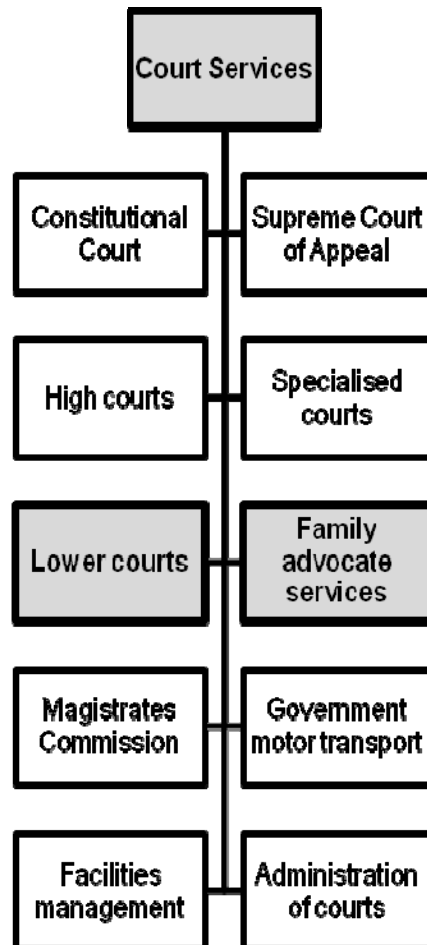 Court Services
Constitutional
Court
Supreme Court
of Appeal
High courts
Specialised
courts
Lower courts
Family
advocate
services
Magistrates
Commission
Government
motor transport
Facilities
management
Administration
of courts